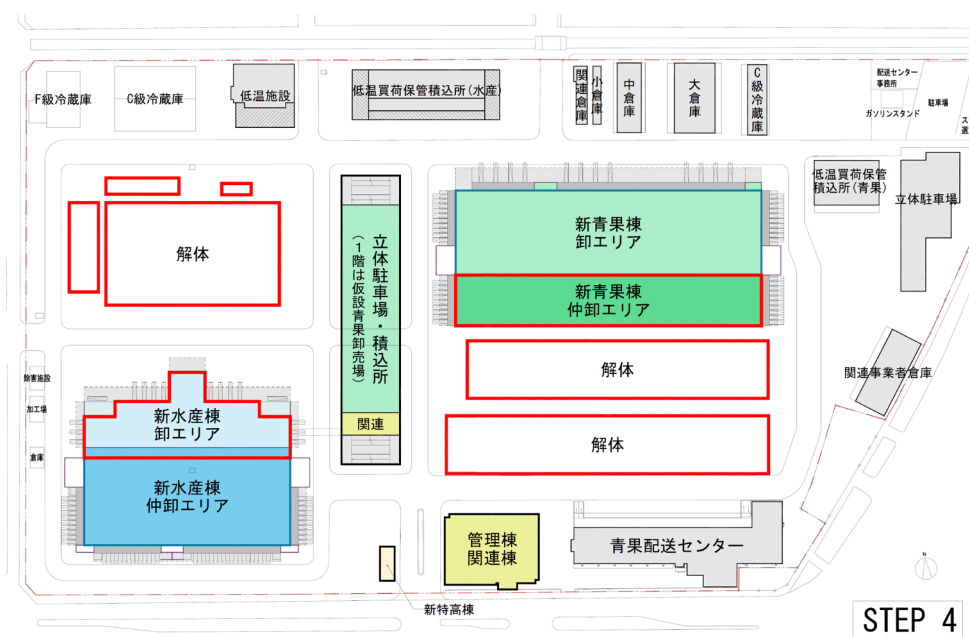 F級冷蔵庫
C級冷蔵庫
低温施設
低温買荷保管積込所(水産)
関連倉庫
小倉庫
中倉庫
大倉庫
C級冷蔵庫
配送センター
事務所
ガソリンスタンド
駐車場
低温買荷保管
積込所(青果)
立体駐車場
解体
立体駐車場・積込所
(1階は仮設青果卸売場)
関連
新青果棟
卸エリア
新青果棟
仲卸エリア
解体
解体
関連事業者倉庫
除害施設
加工場
倉庫
新水産棟
卸エリア
新水産棟
仲卸エリア
管理棟
関連棟
青果配送センター
新特高棟
N
STEP 4